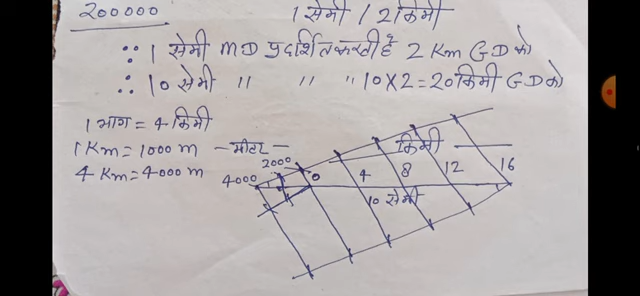 200000 1 सेमी / 2 किमी
∵ 1 सेमी MD प्रदर्शित करती है 2 Km GD को
∴ 10 सेमी " " " 10×2=20 किमी GD को
1 भाग = 4 किमी
1 Km = 1000 m
4 Km = 4000 m
- मीटर -
किमी
4000 2000 0 4 8 12 16
10 सेमी